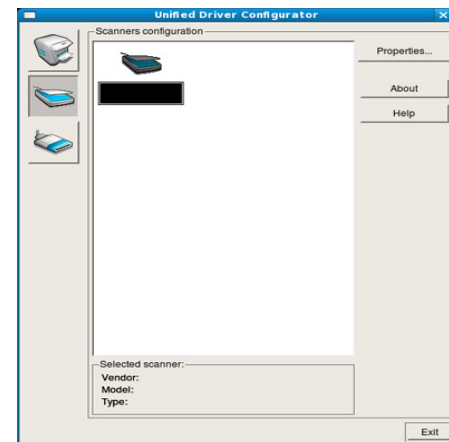 Unified Driver Configurator
Scanners configuration
Properties...
About
Help
Selected scanner:
Vendor:
Model:
Type:
Exit